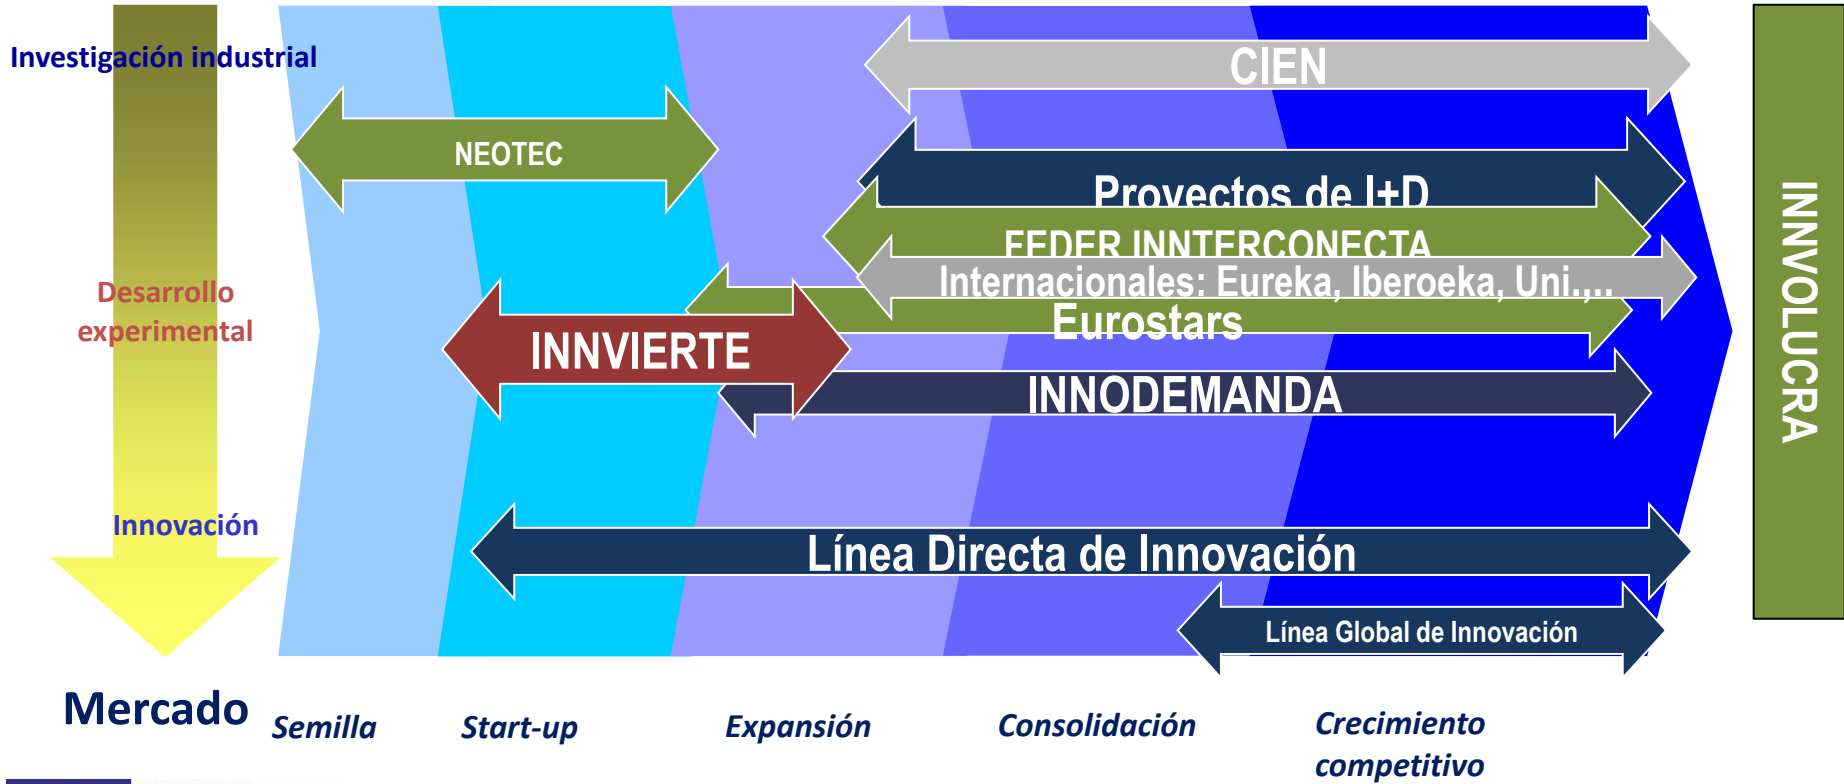 Investigación industrial
CIEN
NEOTEC
Proyectos de I+D
FEDER INNTERCONECTA
Desarrollo
experimental
Internacionales: Eureka, Iberoeka, Uni.,..
Eurostars
INNVIERTE
INNODEMANDA
Innovación
Línea Directa de Innovación
Línea Global de Innovación
INNVOLUCRA
Mercado
Semilla
Start-up
Expansión
Consolidación
Crecimiento
competitivo